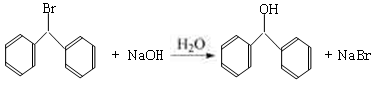 Br OH
+ NaOH H₂O + NaBr